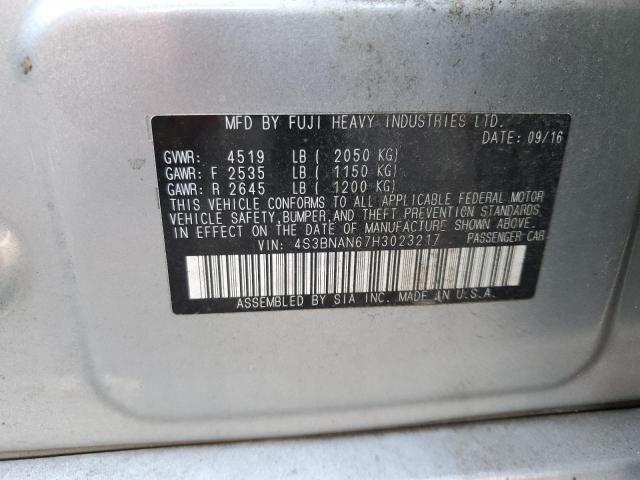 MFD BY FUJI HEAVY INDUSTRIES LTD.
DATE: 09/16
GVWR: 4519 LB ( 2050 KG)
GAWR: F 2535 LB ( 1150 KG)
GAWR: R 2645 LB ( 1200 KG)
THIS VEHICLE CONFORMS TO ALL APPLICABLE FEDERAL MOTOR
VEHICLE SAFETY, BUMPER, AND THEFT PREVENTION STANDARDS
IN EFFECT ON THE DATE OF MANUFACTURE SHOWN ABOVE.
VIN: 4S3BNAN67H3023217 PASSENGER CAR
ASSEMBLED BY SIA INC. MADE IN U.S.A.